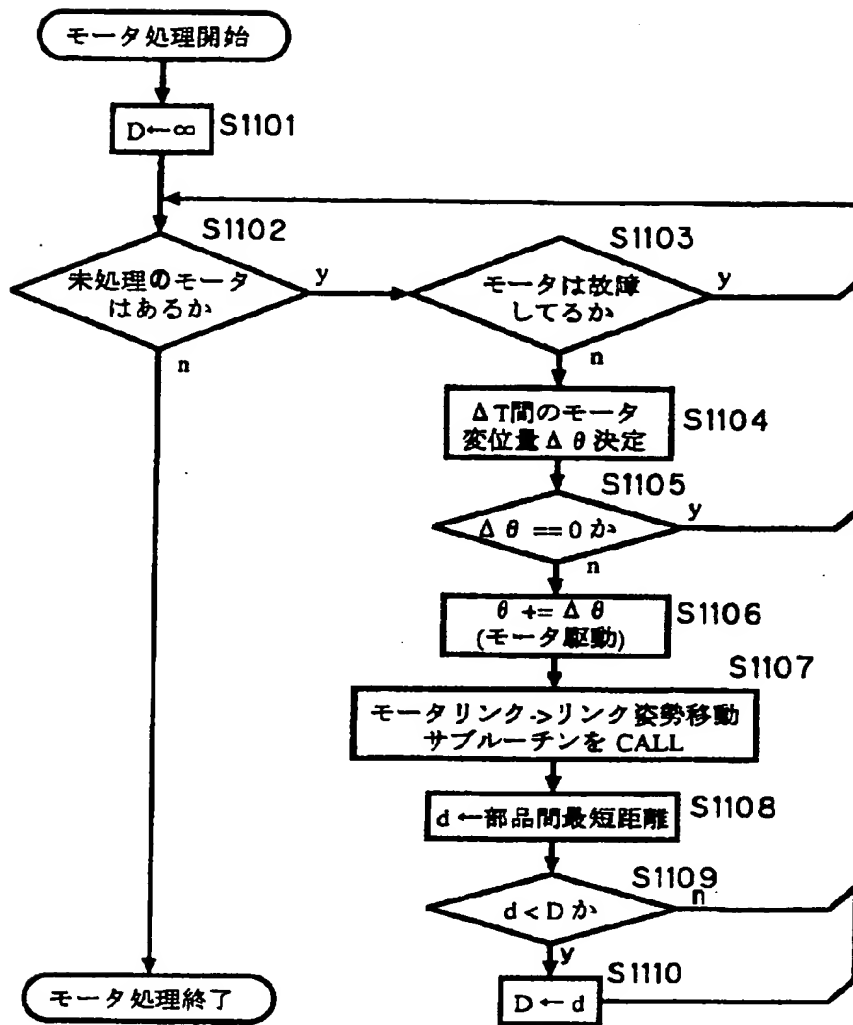 モータ処理開始
D←∞
S1101
S1102
未処理のモータ
はあるか
y
n
S1103
モータは故障
してるか
y
n
ΔT間のモータ
変位量Δθ決定
S1104
S1105
Δθ==0か
y
n
θ += Δθ
(モータ駆動)
S1106
S1107
モータリンク->リンク姿勢移動
サブルーチンを CALL
d←部品間最短距離
S1108
S1109
d<Dか
n
y
S1110
D←d
モータ処理終了